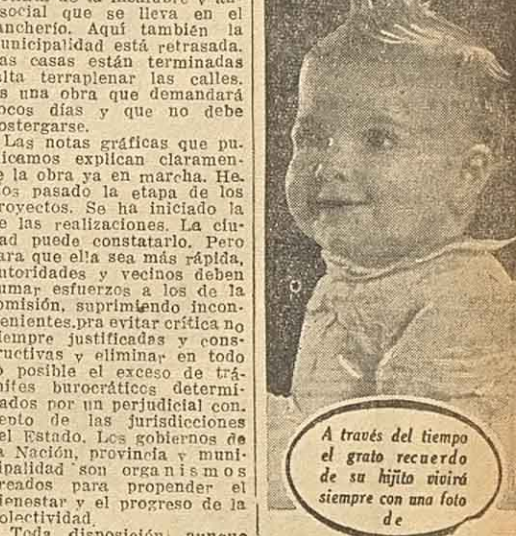 social que se lleva en el
ancherío. Aquí también la
unicipalidad está retrasada.
as casas están terminadas
alta terraplenar las calles.
s una obra que demandará
ocos días y que no debe
ostergarse.
Las notas gráficas que pu-
licamos explican claramen-
e la obra ya en marcha. He-
os pasado la etapa de los
royectos. Se ha iniciado la
e las realizaciones. La ciu-
ad puede constatarlo. Pero
ara que ella sea más rápida,
utoridades y vecinos deben
umar esfuerzos a los de la
omisión, suprimiendo incon-
enientes.pra evitar crítica no
iempre justificadas y cons-
ructivas y eliminar en todo
o posible el exceso de trá-
mites burocráticos determi-
ados por un perjudicial con.
epto de las jurisdicciones
el Estado. Los gobiernos de
a Nación, provincia y muni-
ipalidad son organismos
reados para propender el
ienestar y el progreso de la
olectividad.
Toda disposición aunque
A través del tiempo
el grato recuerdo
de su hijito vivirá
siempre con una foto
de